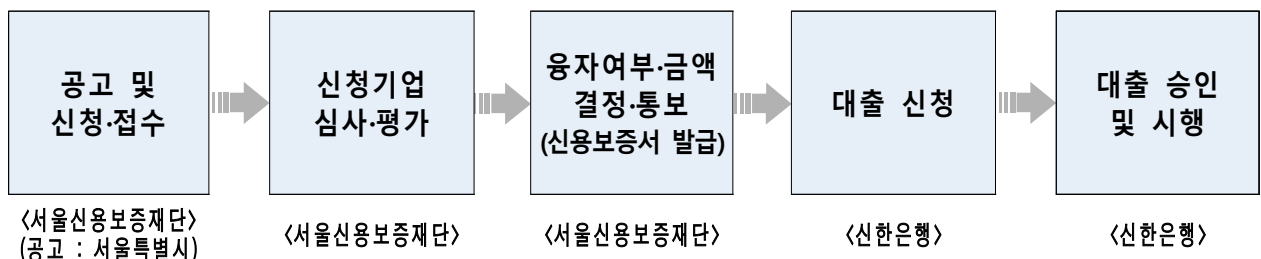 공고 및
신청·접수
신청기업
심사·평가
융자여부·금액
결정·통보
(신용보증서 발급)
대출 신청
대출 승인
및 시행
<서울신용보증재단>
(공고 : 서울특별시)
<서울신용보증재단>
<서울신용보증재단>
<신한은행>
<신한은행>